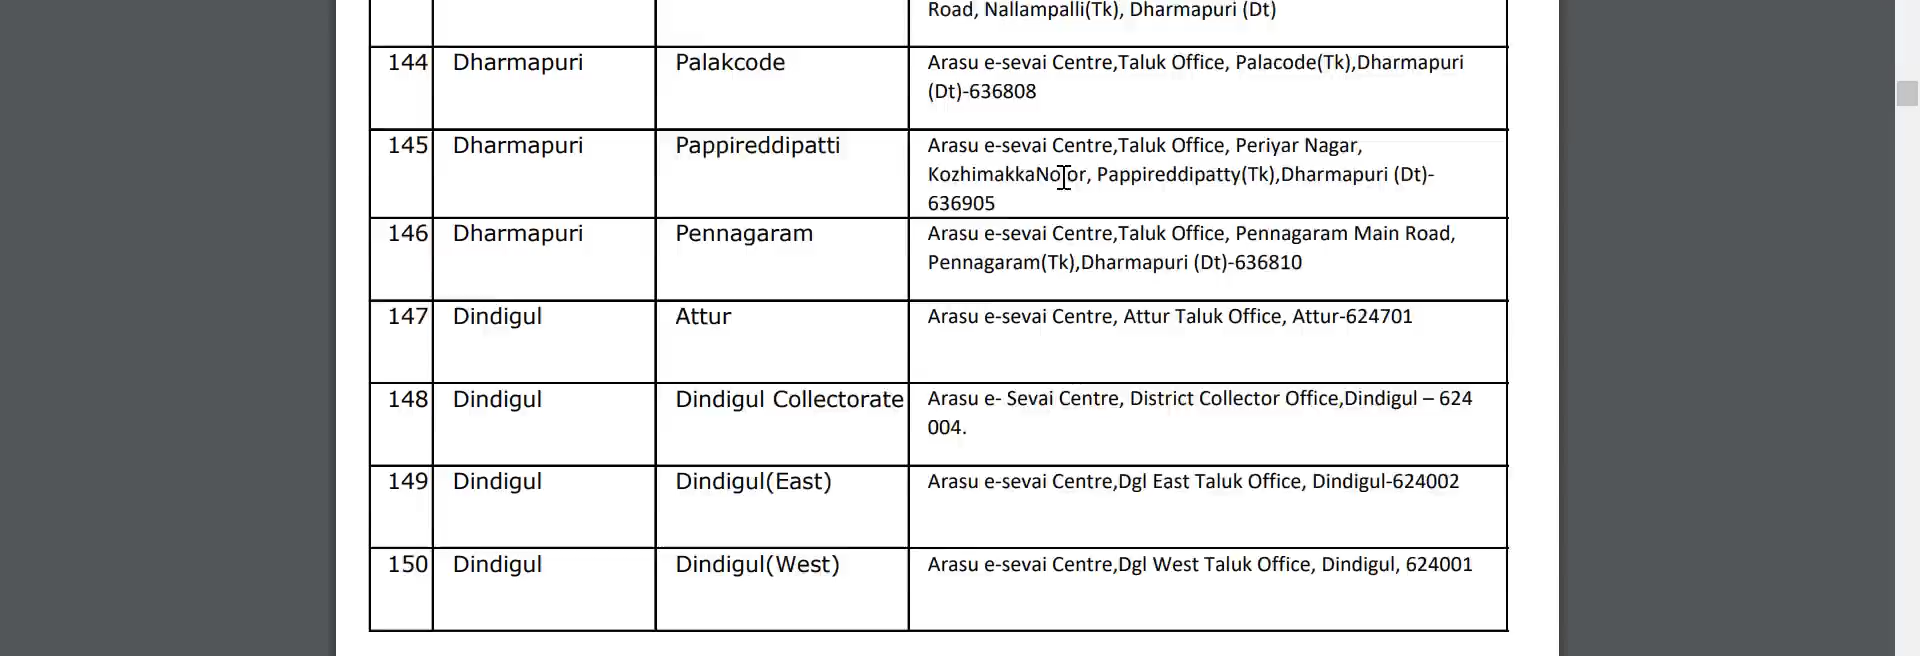 Road, Nallampalli(Tk), Dharmapuri (Dt)
144 Dharmapuri Palakcode Arasu e-sevai Centre,Taluk Office, Palacode(Tk),Dharmapuri
(Dt)-636808
145 Dharmapuri Pappireddipatti Arasu e-sevai Centre,Taluk Office, Periyar Nagar,
Pappireddipatty(Tk),Dharmapuri (Dt)-
636905
146 Dharmapuri Pennagaram Arasu e-sevai Centre,Taluk Office, Pennagaram Main Road,
Pennagaram(Tk),Dharmapuri (Dt)-636810
147 Dindigul Attur Arasu e-sevai Centre, Attur Taluk Office, Attur-624701
148 Dindigul Dindigul Collectorate Arasu e- Sevai Centre, District Collector Office,Dindigul – 624
004.
149 Dindigul Dindigul(East) Arasu e-sevai Centre,Dgl East Taluk Office, Dindigul-624002
150 Dindigul Dindigul(West) Arasu e-sevai Centre,Dgl West Taluk Office, Dindigul, 624001